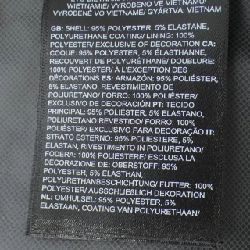 WIETNAMIE/ VYROBENO VE VIETNAMU/
VYROBENÉ VO VIETNAME/ GYÁRTVA: VIETNAM
GB: SHELL: 95% POLYESTER, 5% ELASTANE,
POLYURETHANE COATING/ LINING: 100%
POLYESTER/ EXCLUSIVE OF DECORATION CA:
COQUE: 95% POLYESTER, 5% ELASTHANNE,
RECOUVERT DE POLYURETHANE/ DOUBLURE:
100% POLYESTER/ À L'EXCEPTION DES
DÉCORATIONS ES: ARMAZÓN: 95% POLIÉSTER,
5% ELASTANO, REVESTIMIENTO DE
POLIURETANO/ FORRO: 100% POLIÉSTER/
EXCLUSIVO DE DECORACIÓN PT: TECIDO
PRINCIPAL: 95% POLIÉSTER, 5% ELASTANO,
POLIURETANO REVESTIDO/ FORRO: 100%
POLIÉSTER/ EXCLUSIVO PARA DECORAÇÃO IT:
STRATO ESTERNO: 95% POLIESTERE, 5%
ELASTAN, RIVESTIMENTO IN POLIURETANO/
FODERA: 100% POLIESTERE/ ESCLUSA LA
DECORAZIONE DE: OBERSTOFF: 95%
POLYESTER, 5% ELASTHAN,
POLYURETHANBESCHICHTUNG/ FUTTER: 100%
POLYESTER/ AUSSCHLIEßLICH DEKORATION
NL: OMHULSEL: 95% POLYESTER, 5%
ELASTAAN, COATING VAN POLYURETHAAN/